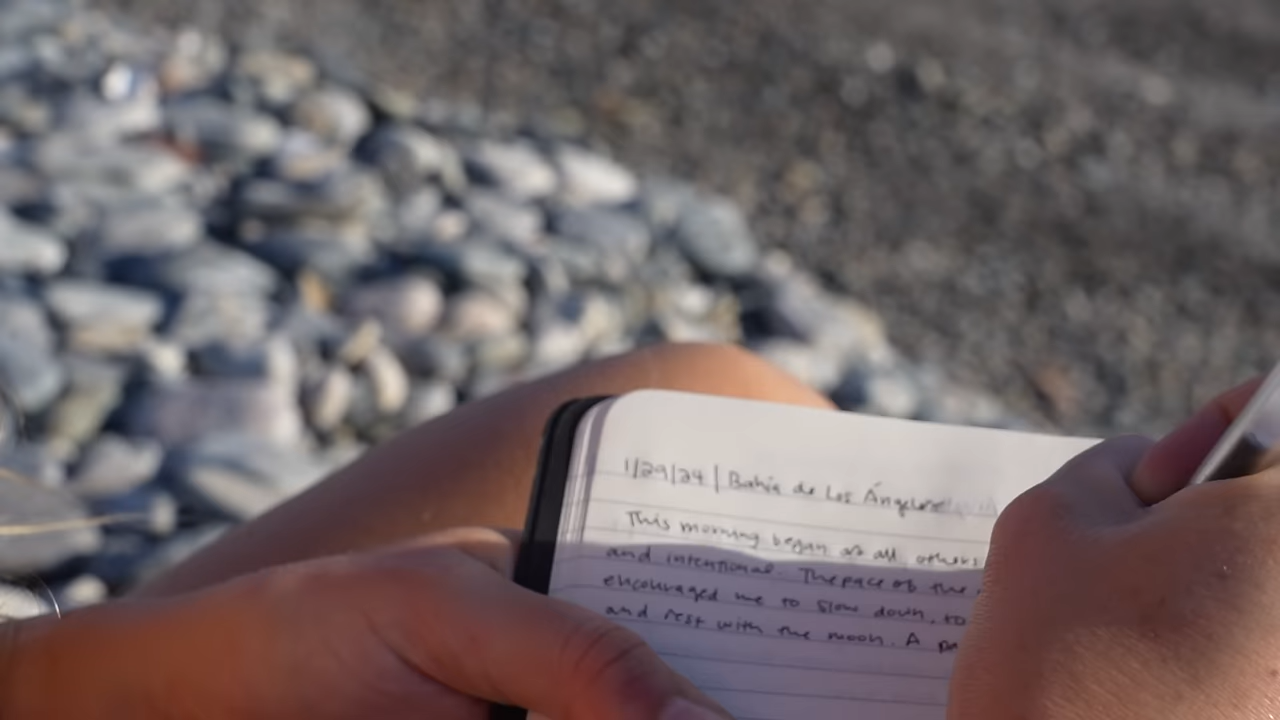 1/29/24 | Bahía de Los Ángeles
This morning began as all others
and intentional. The pace of the
encouraged me to slow down, to
and rest with the moon. A